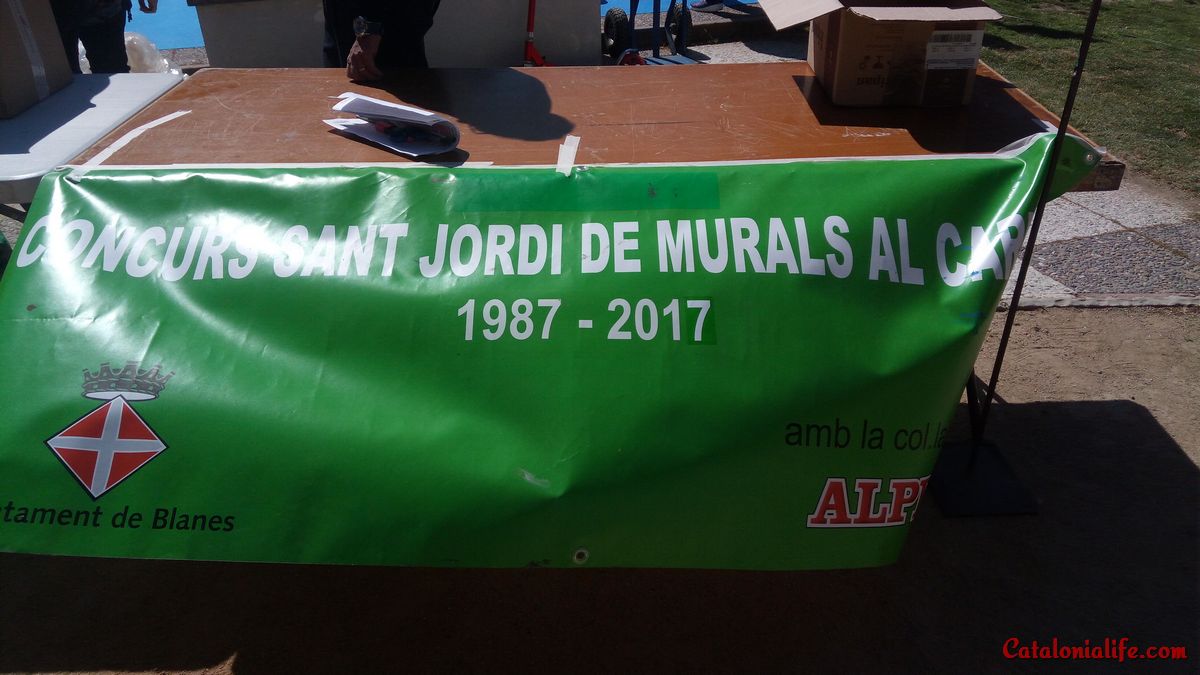 CONCURS SANT JORDI DE MURALS AL CAR
1987 - 2017
amb la col.la
ALP
tament de Blanes
Catalonialife.com